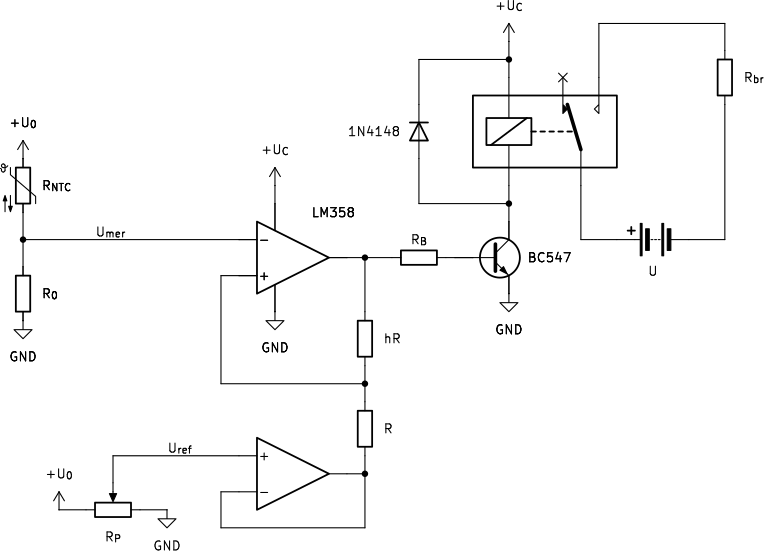 +UC
Rbr
1N4148
+U0
ϑ
RNTC
+UC
LM358
Umer
RB
BC547
+
U
R0
−
+
GND
GND
GND
hR
R
Uref
+
−
+U0
RP
GND